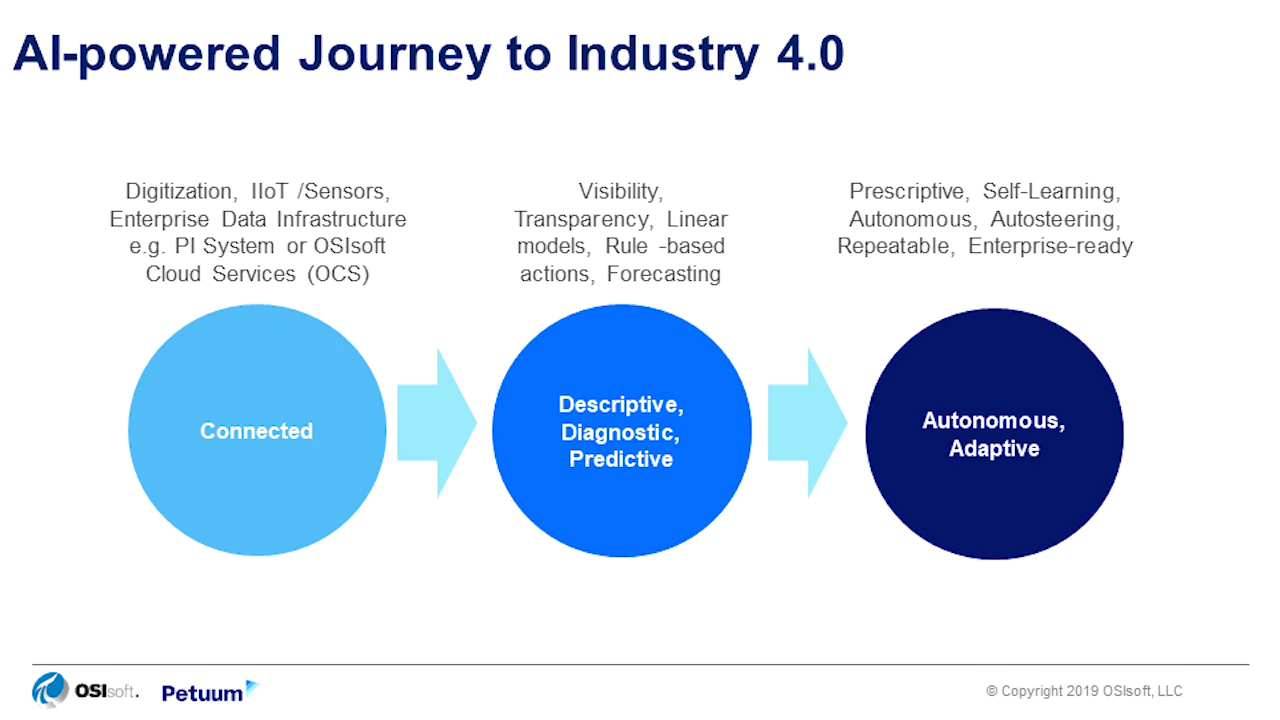 AI-powered Journey to Industry 4.0
Digitization, IIoT /Sensors,
Enterprise Data Infrastructure
e.g. PI System or OSIsoft
Cloud Services (OCS)
Visibility,
Transparency, Linear
models, Rule -based
actions, Forecasting
Prescriptive, Self-Learning,
Autonomous, Autosteering,
Repeatable, Enterprise-ready
Connected
Descriptive,
Diagnostic,
Predictive
Autonomous,
Adaptive
OSIsoft.
Petuum
© Copyright 2019 OSIsoft, LLC